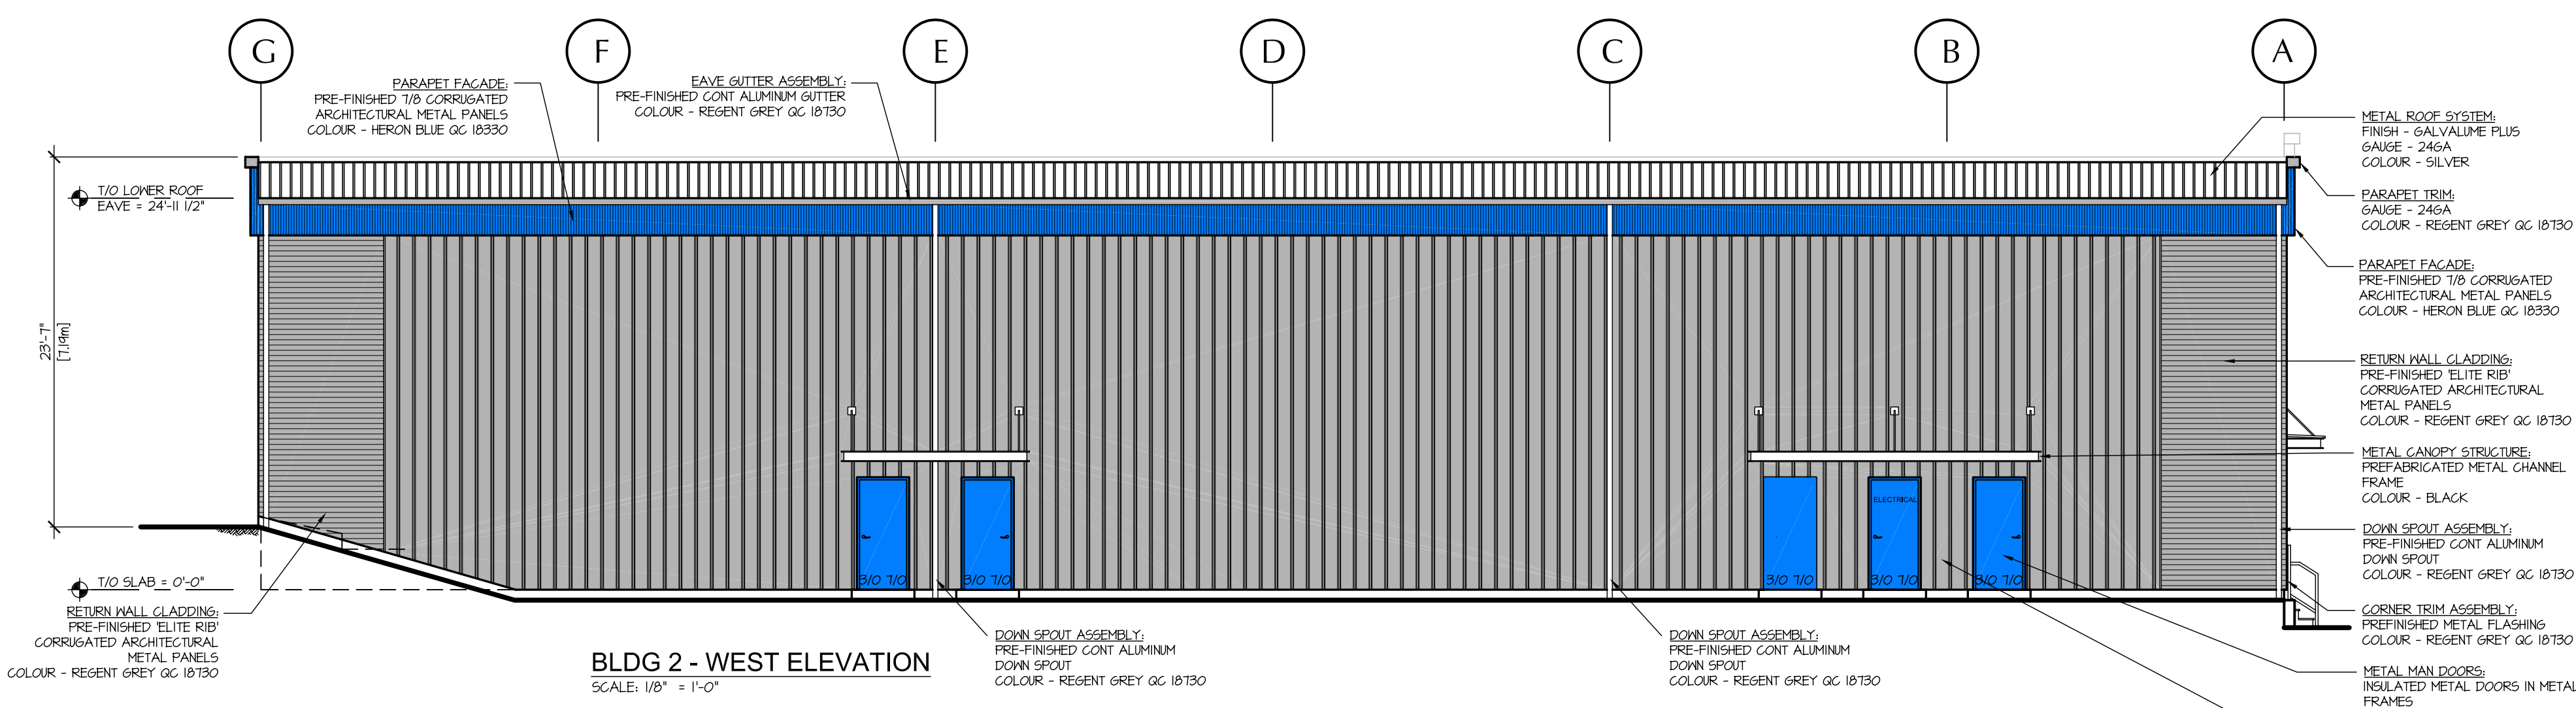 G
F
E
D
C
B
A
PARAPET FACADE:
PRE-FINISHED 7/8 CORRUGATED
ARCHITECTURAL METAL PANELS
COLOUR - HERON BLUE QC 18330
EAVE GUTTER ASSEMBLY:
PRE-FINISHED CONT ALUMINUM GUTTER
COLOUR - REGENT GREY QC 18730
METAL ROOF SYSTEM:
FINISH - GALVALUME PLUS
GAUGE - 24GA
COLOUR - SILVER
PARAPET TRIM:
GAUGE - 24GA
COLOUR - REGENT GREY QC 18730
PARAPET FACADE:
PRE-FINISHED 7/8 CORRUGATED
ARCHITECTURAL METAL PANELS
COLOUR - HERON BLUE QC 18330
RETURN WALL CLADDING:
PRE-FINISHED 'ELITE RIB'
CORRUGATED ARCHITECTURAL
METAL PANELS
COLOUR - REGENT GREY QC 18730
METAL CANOPY STRUCTURE:
PREFABRICATED METAL CHANNEL
FRAME
COLOUR - BLACK
DOWN SPOUT ASSEMBLY:
PRE-FINISHED CONT ALUMINUM
DOWN SPOUT
COLOUR - REGENT GREY QC 18730
CORNER TRIM ASSEMBLY:
PREFINISHED METAL FLASHING
COLOUR - REGENT GREY QC 18730
METAL MAN DOORS:
INSULATED METAL DOORS IN METAL
FRAMES
T/O LOWER ROOF
EAVE = 24'-11 1/2"
23'-7"
[7.19m]
T/O SLAB = 0'-0"
RETURN WALL CLADDING:
PRE-FINISHED 'ELITE RIB'
CORRUGATED ARCHITECTURAL
METAL PANELS
COLOUR - REGENT GREY QC 18730
ELECTRICAL
3/0 7/0
3/0 7/0
3/0 7/0
3/0 7/0
3/0 7/0
DOWN SPOUT ASSEMBLY:
PRE-FINISHED CONT ALUMINUM
DOWN SPOUT
COLOUR - REGENT GREY QC 18730
DOWN SPOUT ASSEMBLY:
PRE-FINISHED CONT ALUMINUM
DOWN SPOUT
COLOUR - REGENT GREY QC 18730
BLDG 2 - WEST ELEVATION
SCALE: 1/8" = 1'-0"